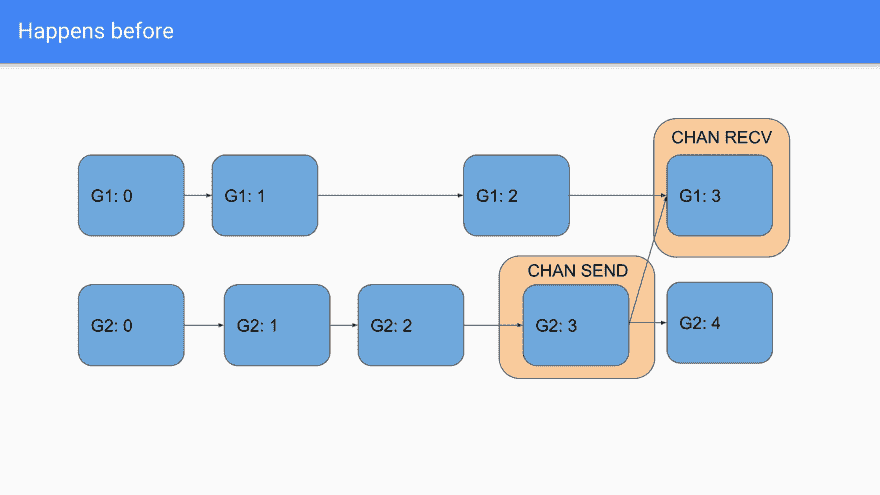 Happens before
CHAN RECV
G1: 0
G1: 1
G1: 2
G1: 3
CHAN SEND
G2: 0
G2: 1
G2: 2
G2: 3
G2: 4